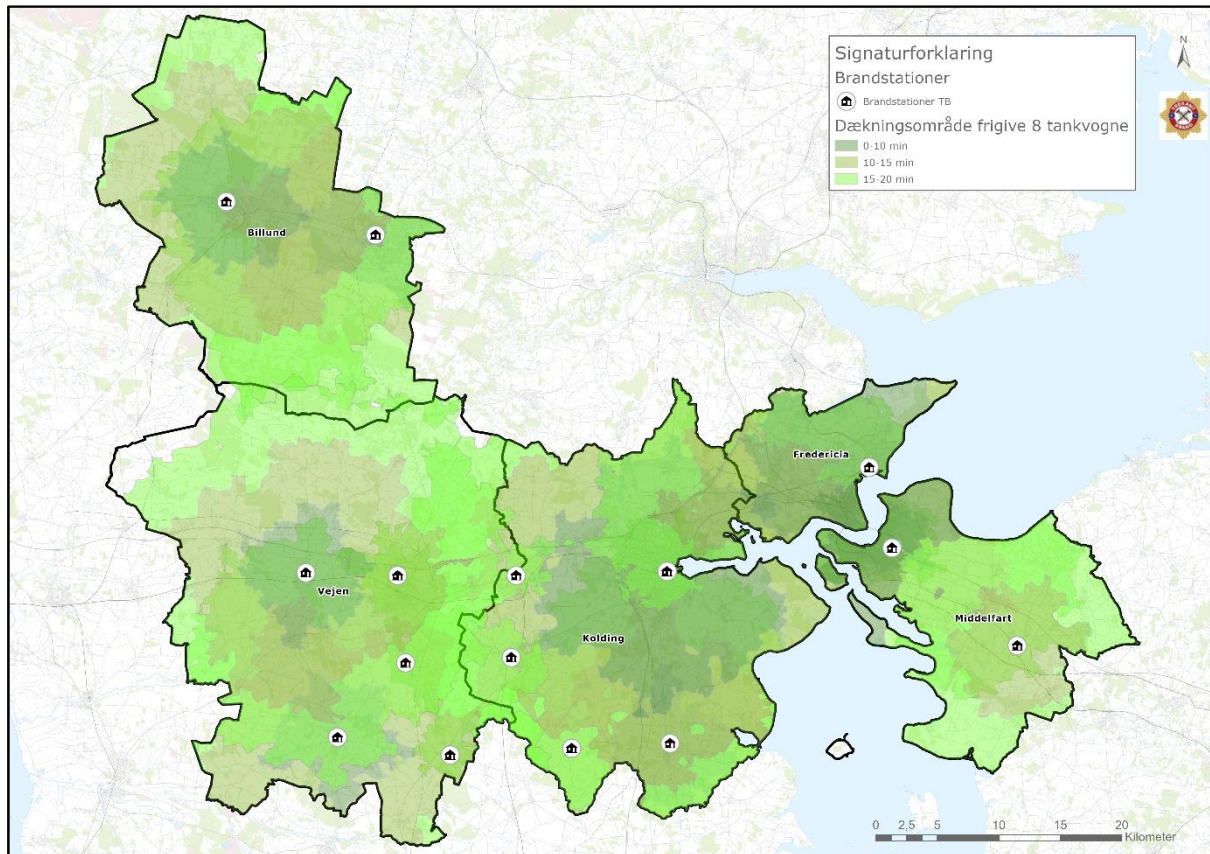 Signaturforklaring
Brandstationer
Brandstationer TB
Dækningsområde frigive 8 tankvogne
0-10 min
10-15 min
15-20 min
N
Billund
Fredericia
Vejen
Kolding
Middelfart
0 2,5 5 10 15 20
Kilometer